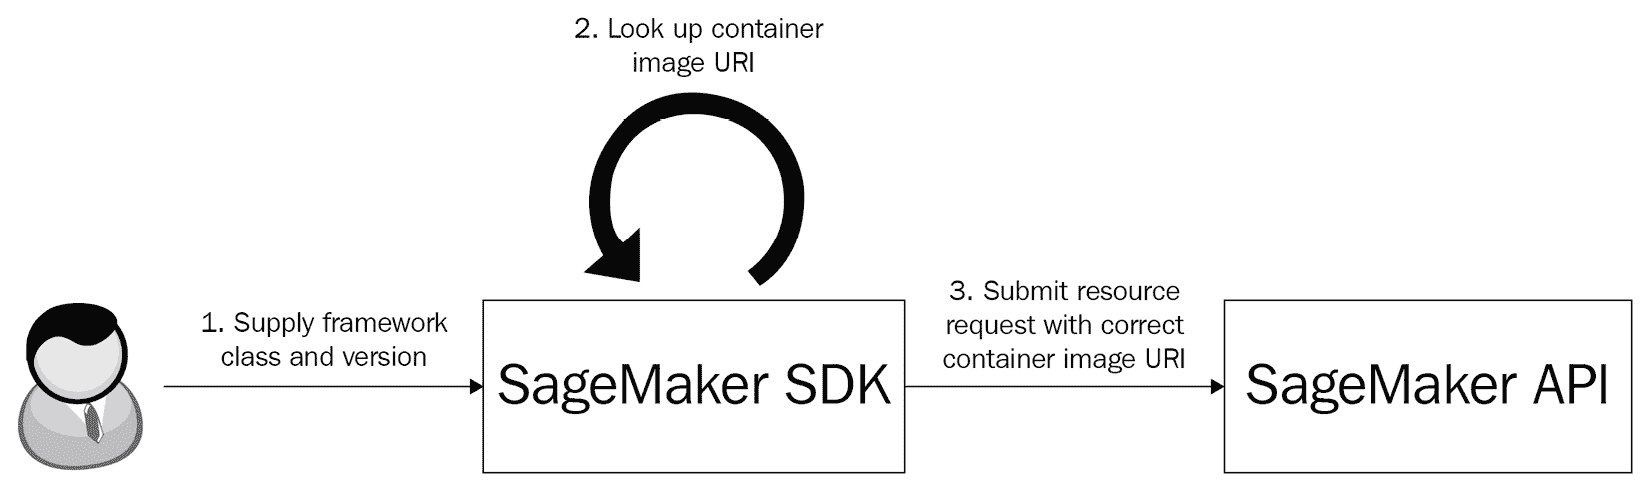 2. Look up container
image URI
1. Supply framework
class and version
3. Submit resource
request with correct
container image URI
SageMaker SDK
SageMaker API